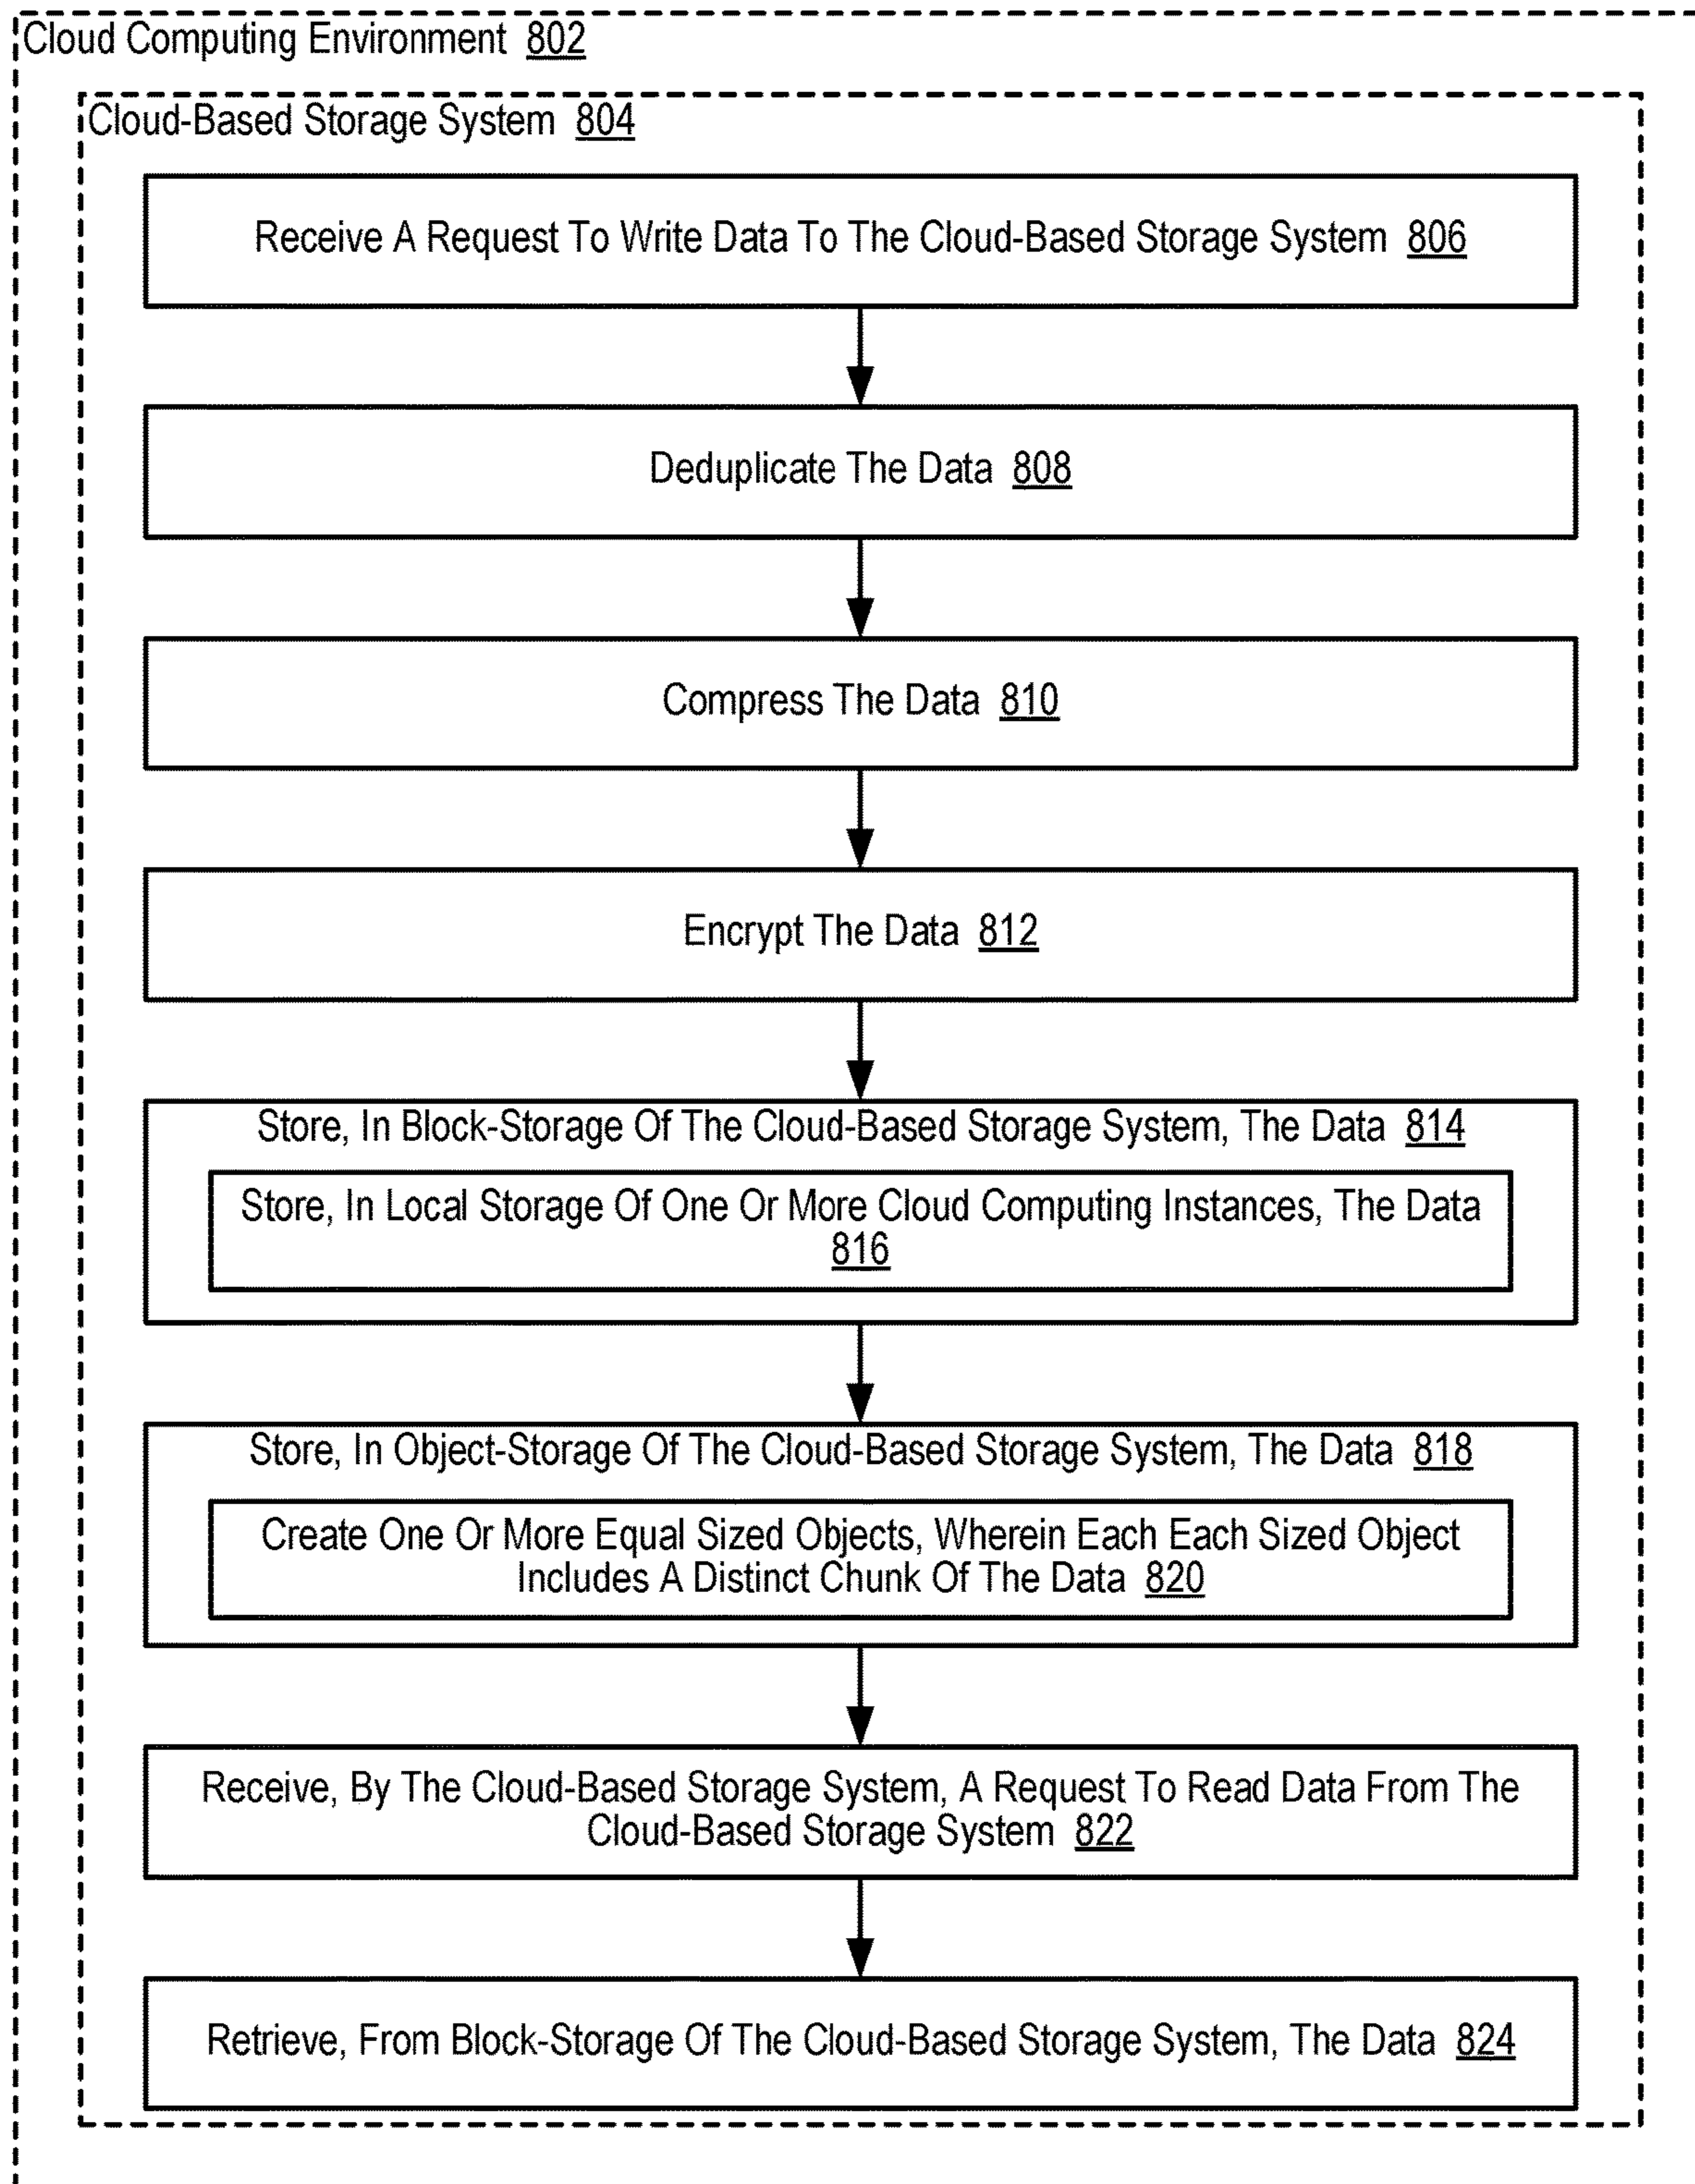 Cloud Computing Environment 802
Cloud-Based Storage System 804
Receive A Request To Write Data To The Cloud-Based Storage System 806
Deduplicate The Data 808
Compress The Data 810
Encrypt The Data 812
Store, In Block-Storage Of The Cloud-Based Storage System, The Data 814
Store, In Local Storage Of One Or More Cloud Computing Instances, The Data
816
Store, In Object-Storage Of The Cloud-Based Storage System, The Data 818
Create One Or More Equal Sized Objects, Wherein Each Each Sized Object
Includes A Distinct Chunk Of The Data 820
Receive, By The Cloud-Based Storage System, A Request To Read Data From The
Cloud-Based Storage System 822
Retrieve, From Block-Storage Of The Cloud-Based Storage System, The Data 824